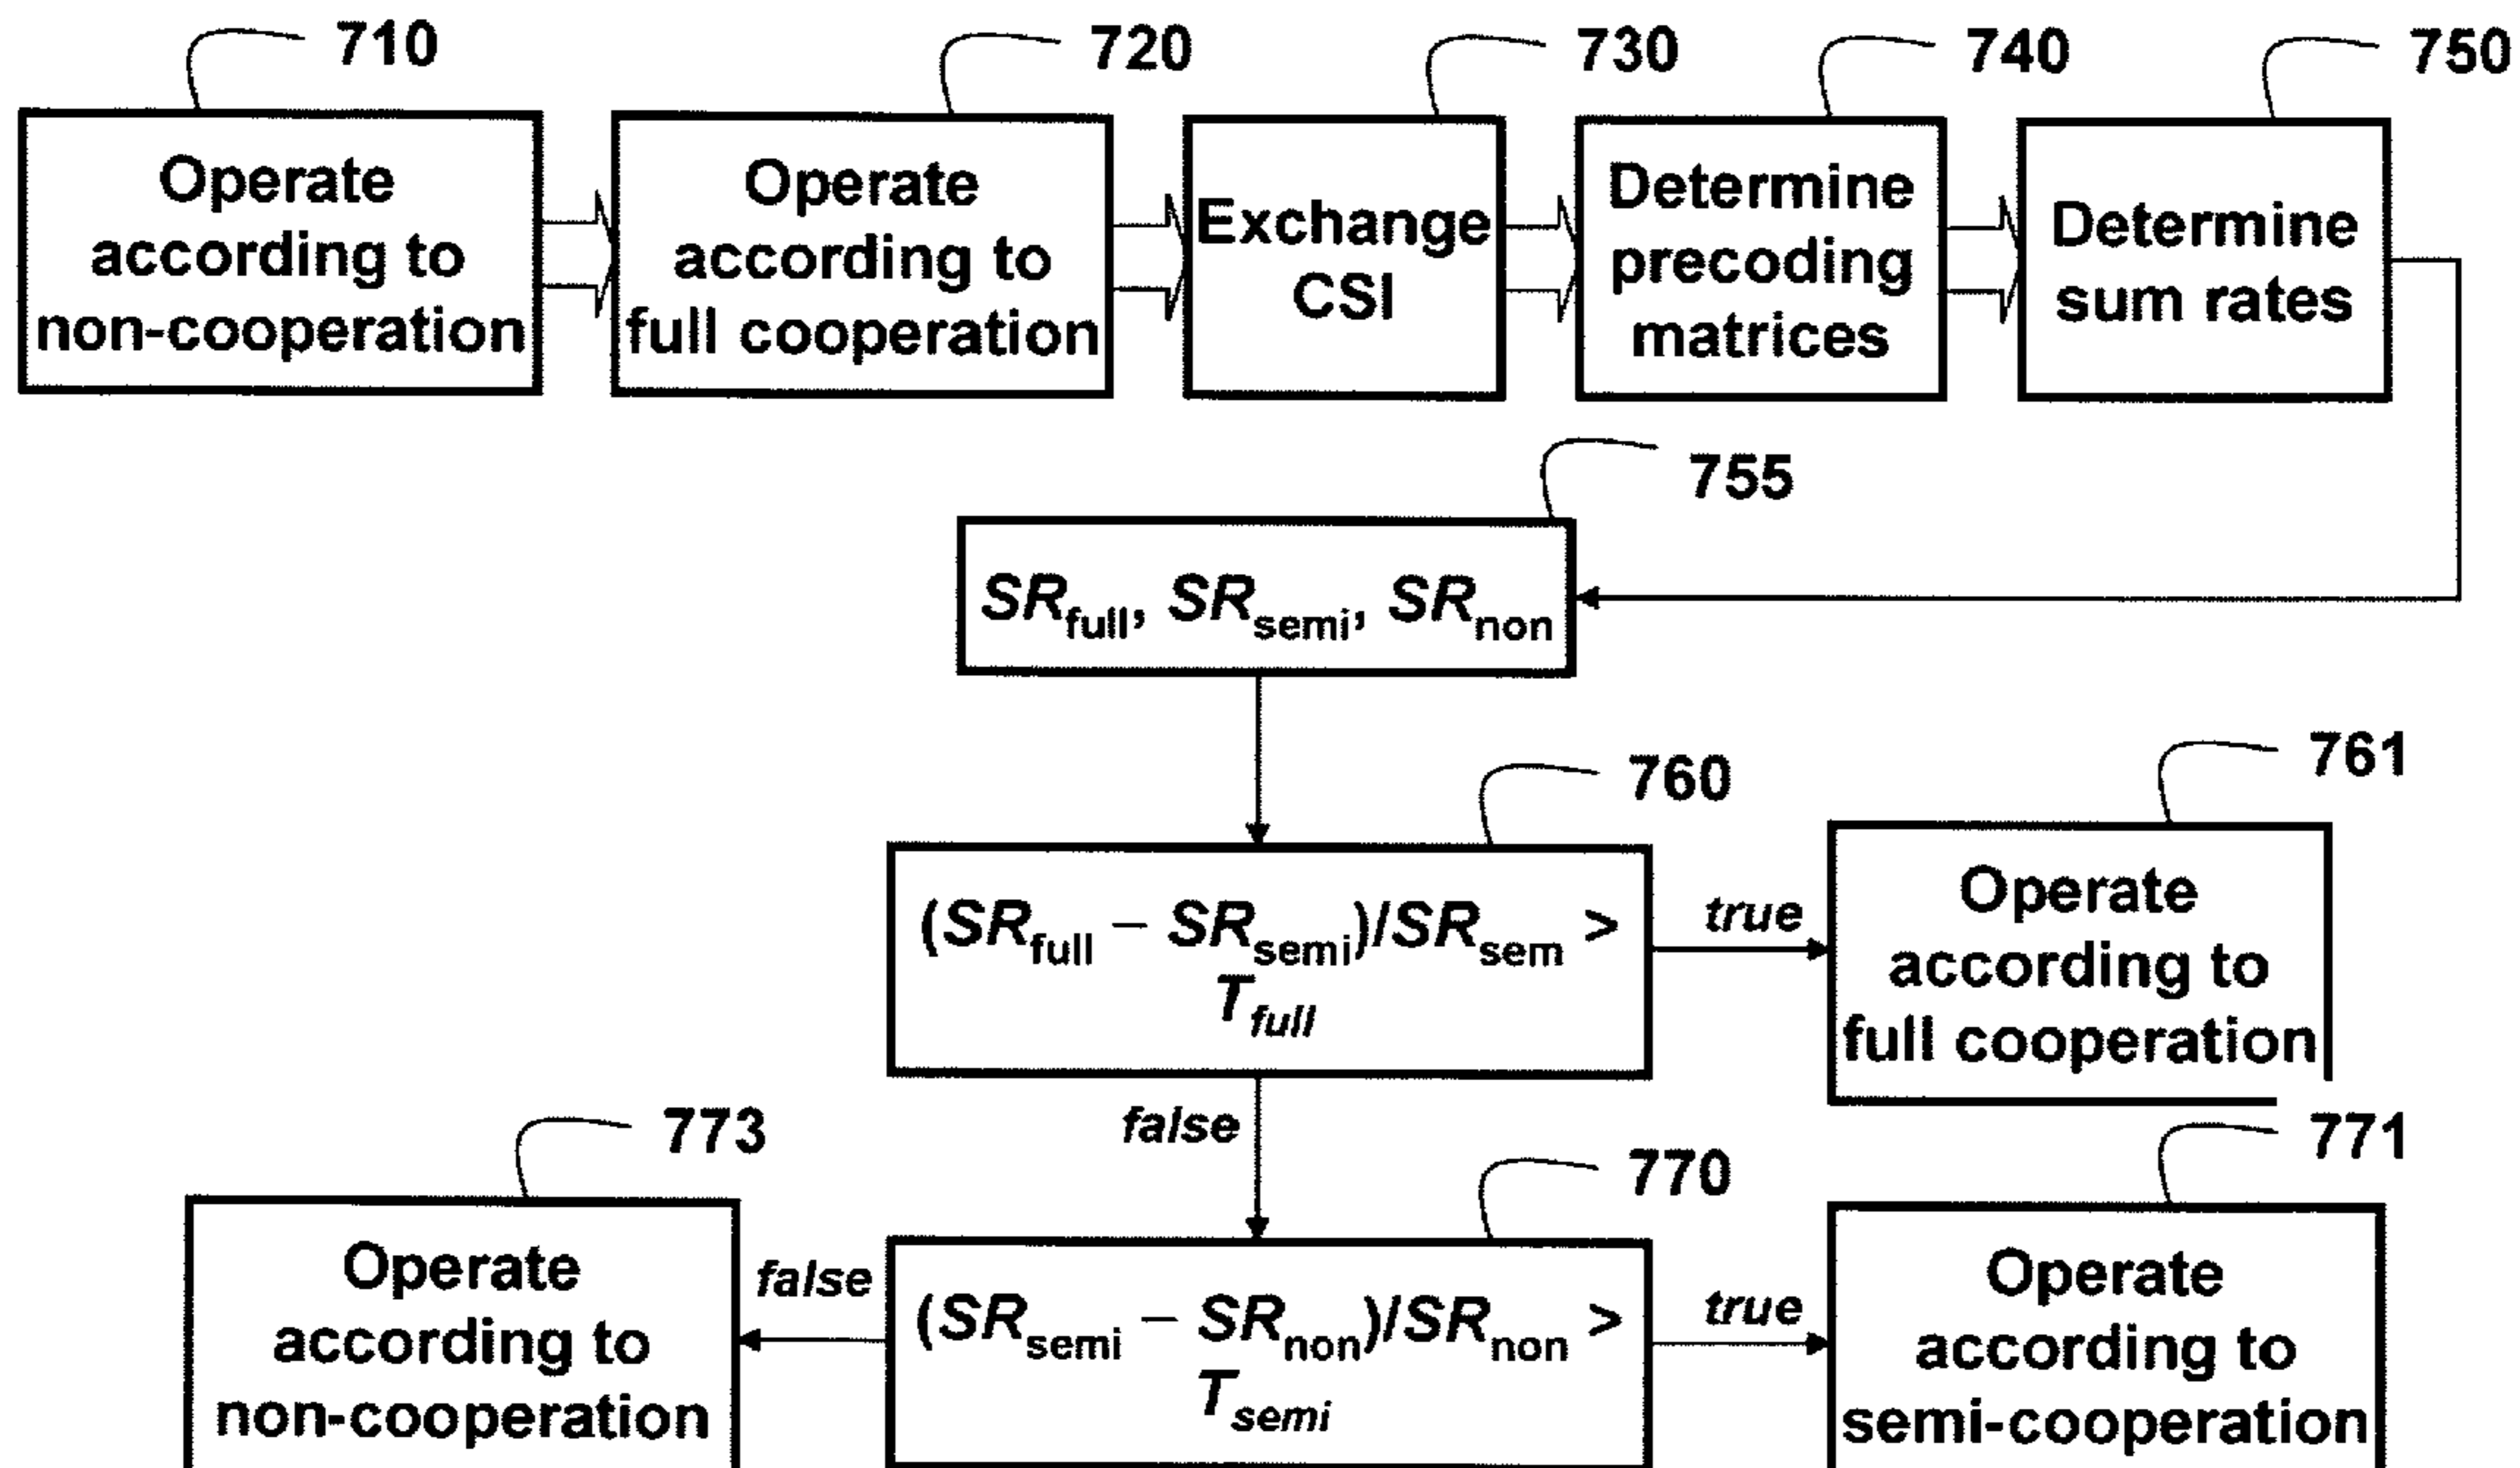 710
720
730
740
750
Operate
according to
non-cooperation
Operate
according to
full cooperation
Exchange
CSI
Determine
precoding
matrices
Determine
sum rates
755
SRfull, SRsemi, SRnon
760
761
(SRfull – SRsemi)/SRsem >
Tfull
true
Operate
according to
full cooperation
false
773
770
771
Operate
according to
non-cooperation
false
(SRsemi – SRnon)/SRnon >
Tsemi
true
Operate
according to
semi-cooperation